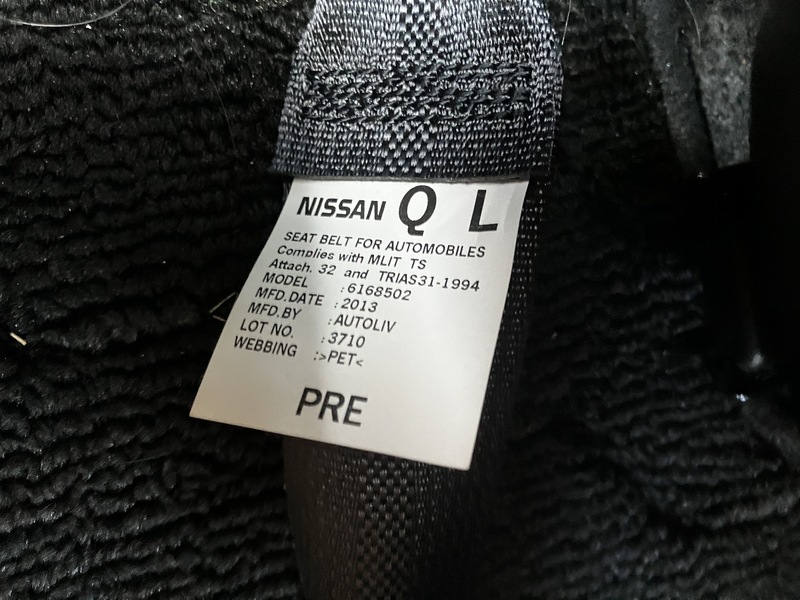 NISSAN Q L
SEAT BELT FOR AUTOMOBILES
Complies with MLIT TS
Attach. 32 and TRIAS31-1994
MODEL :6168502
MFD.DATE :2013
MFD.BY :AUTOLIV
LOT NO. :3710
WEBBING :>PET<
PRE